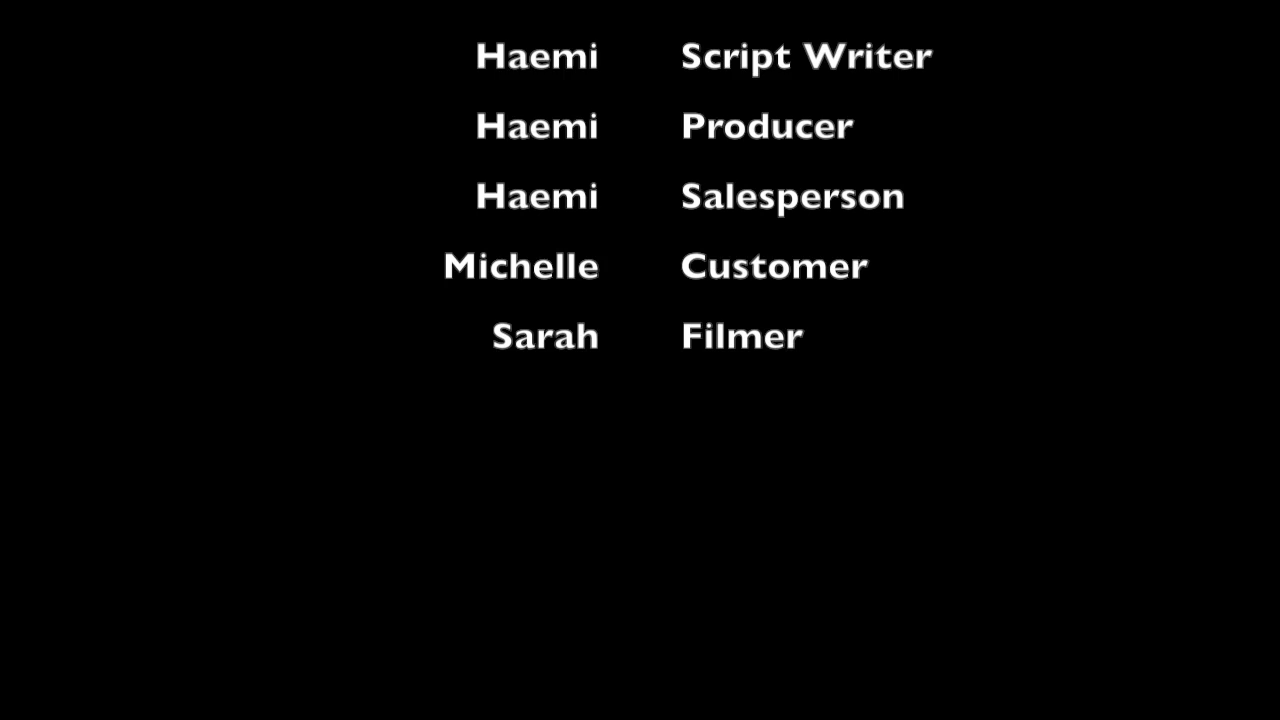 Haemi Script Writer
Haemi Producer
Haemi Salesperson
Michelle Customer
Sarah Filmer